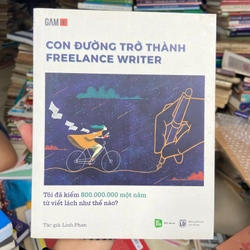 GAM
CON ĐƯỜNG TRỞ THÀNH
FREELANCE WRITER
Tôi đã kiếm 800.000.000 một năm
từ viết lách như thế nào?
Tác giả: Linh Phan